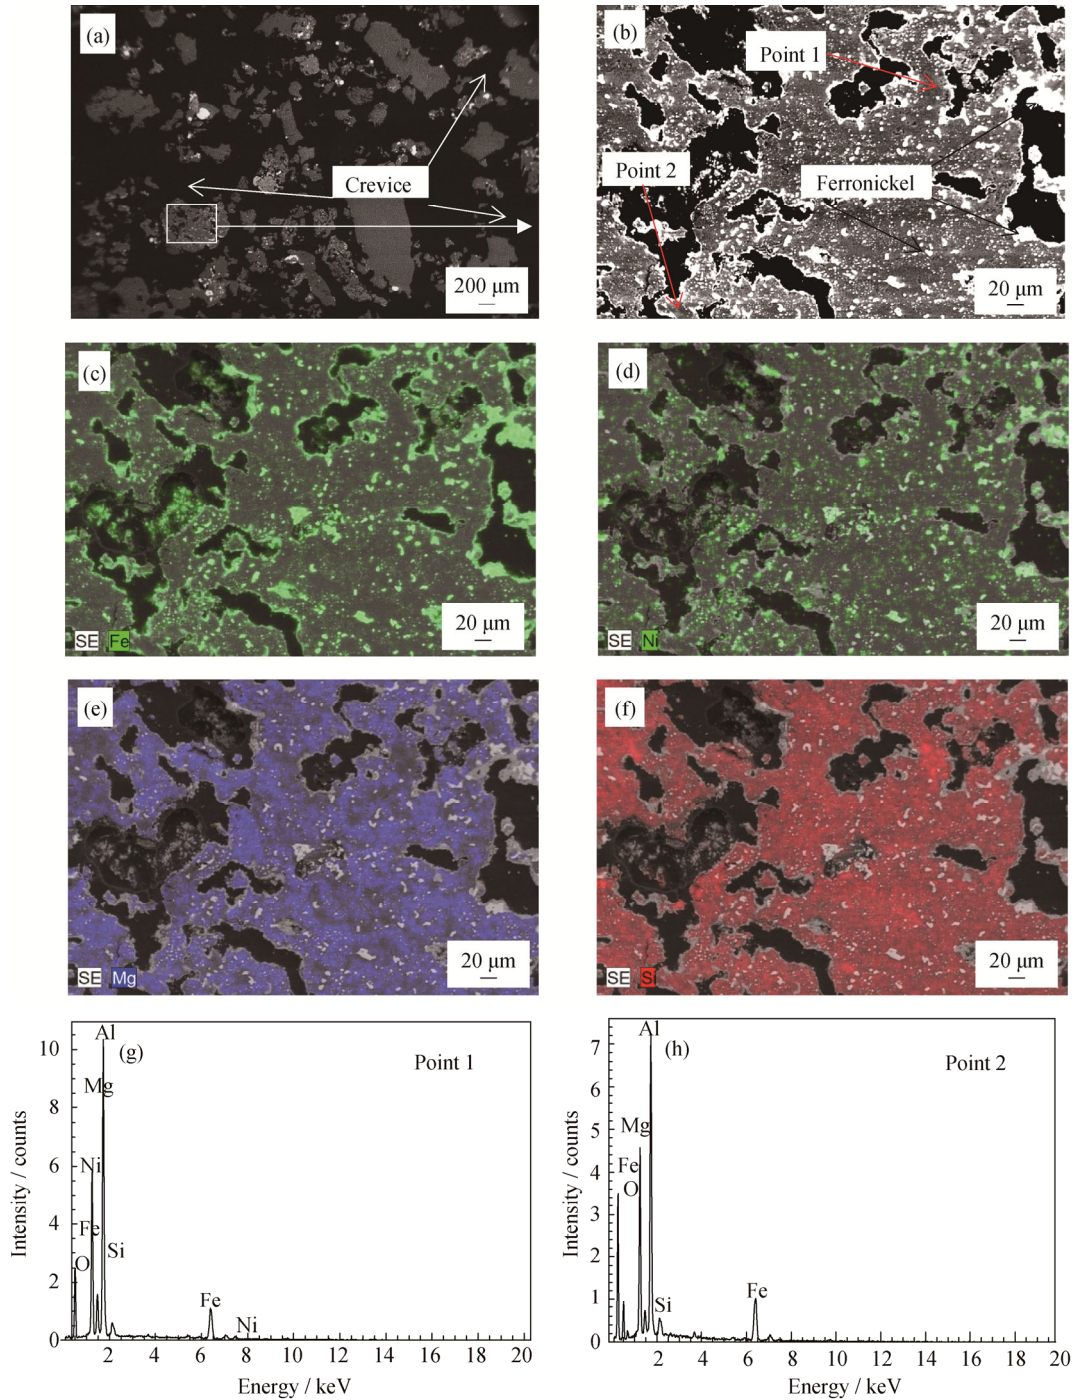 (a)
Crevice
200 μm
(b)
Point 1
Point 2
Ferronickel
20 μm
(c)
SE Fe
20 μm
(d)
SE Ni
20 μm
(e)
SE Mg
20 μm
(f)
SE Si
20 μm
Al
(g)
Point 1
Mg
Ni
Fe
O
Si
Fe
Ni
10
8
6
4
2
0
2 4 6 8 10 12 14 16 18 20
Intensity / counts
Energy / keV
Al
(h)
Point 2
Mg
Fe
O
Si
Fe
7
6
5
4
3
2
1
0
2 4 6 8 10 12 14 16 18 20
Intensity / counts
Energy / keV